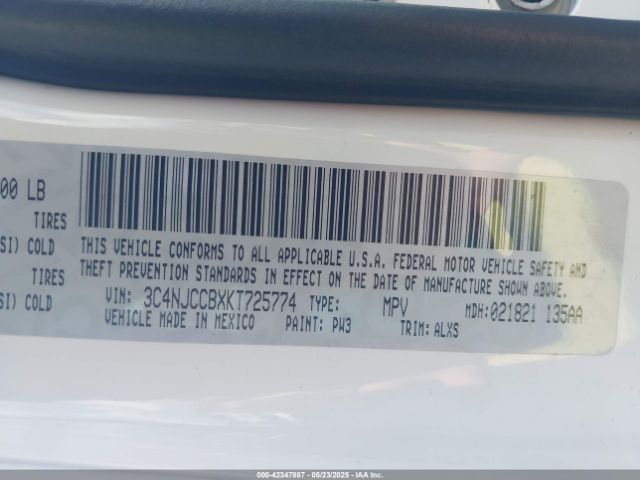 00 LB
TIRES
SI) COLD
TIRES
SI) COLD
THIS VEHICLE CONFORMS TO ALL APPLICABLE U.S.A. FEDERAL MOTOR VEHICLE SAFETY AND
THEFT PREVENTION STANDARDS IN EFFECT ON THE DATE OF MANUFACTURE SHOWN ABOVE.
VIN: 3C4NJCCBXKT725774 TYPE: MPV MDH:021821 135AA
VEHICLE MADE IN MEXICO PAINT: PW3 TRIM: ALXS
000-42347887 - 05/23/2025 - IAA Inc.